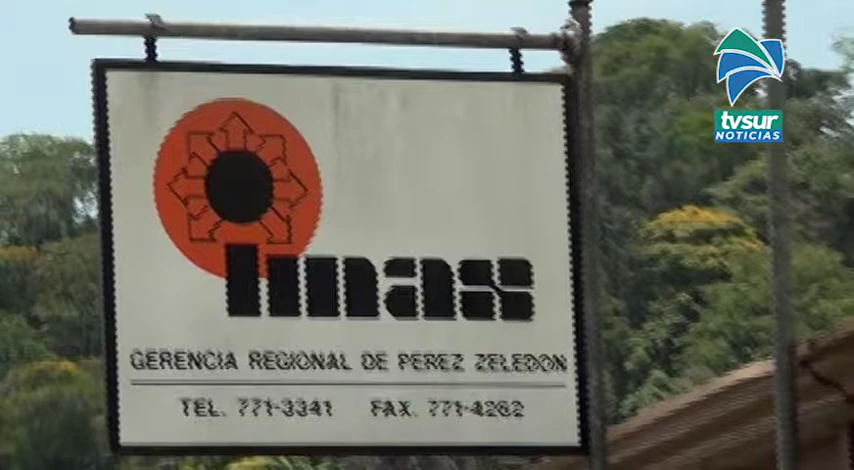 tvsur
NOTICIAS
imas
GERENCIA REGIONAL DE PEREZ ZELEDON
TEL. 771-3341 FAX. 771-4262